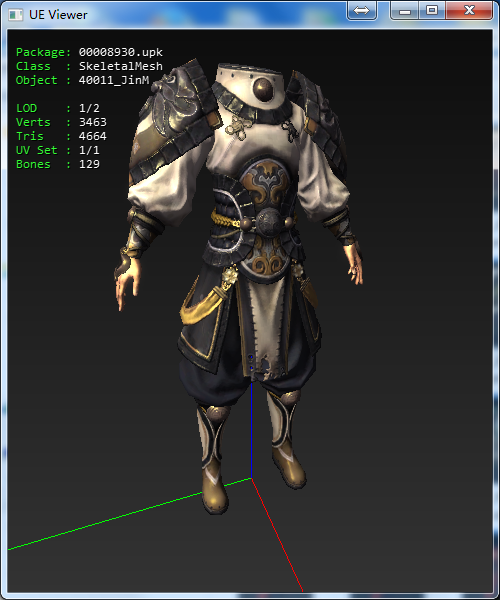 UE Viewer
Package: 00008930.upk
Class : SkeletalMesh
Object : 40011_JinM
LOD : 1/2
Verts : 3463
Tris : 4664
UV Set : 1/1
Bones : 129